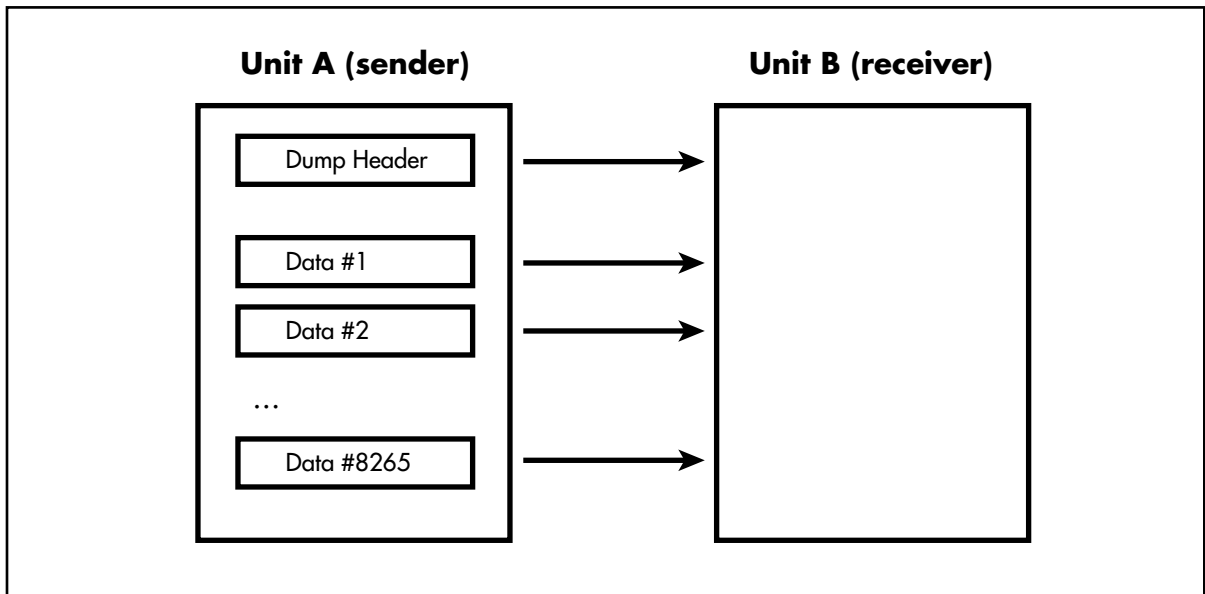 Unit A (sender)
Unit B (receiver)
Dump Header
Data #1
Data #2
...
Data #8265